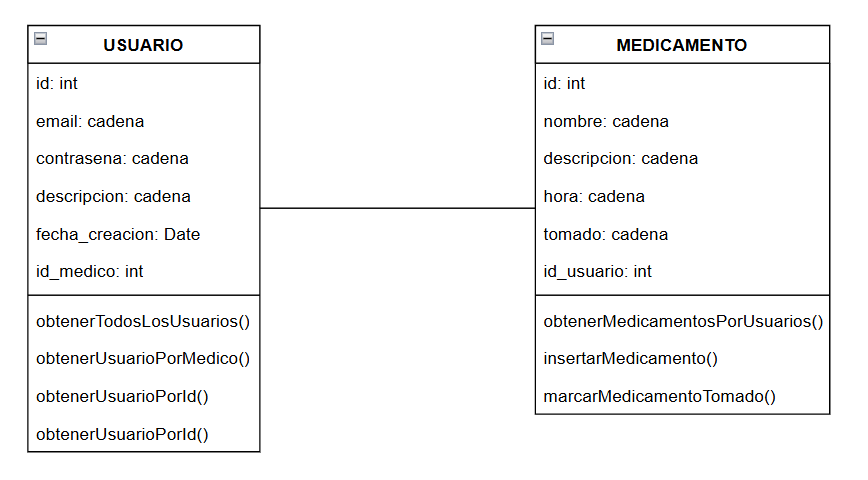 USUARIO
id: int
email: cadena
contrasena: cadena
descripcion: cadena
fecha_creacion: Date
id_medico: int
obtenerTodosLosUsuarios()
obtenerUsuarioPorMedico()
obtenerUsuarioPorId()
obtenerUsuarioPorId()
MEDICAMENTO
id: int
nombre: cadena
descripcion: cadena
hora: cadena
tomado: cadena
id_usuario: int
obtenerMedicamentosPorUsuarios()
insertarMedicamento()
marcarMedicamentoTomado()